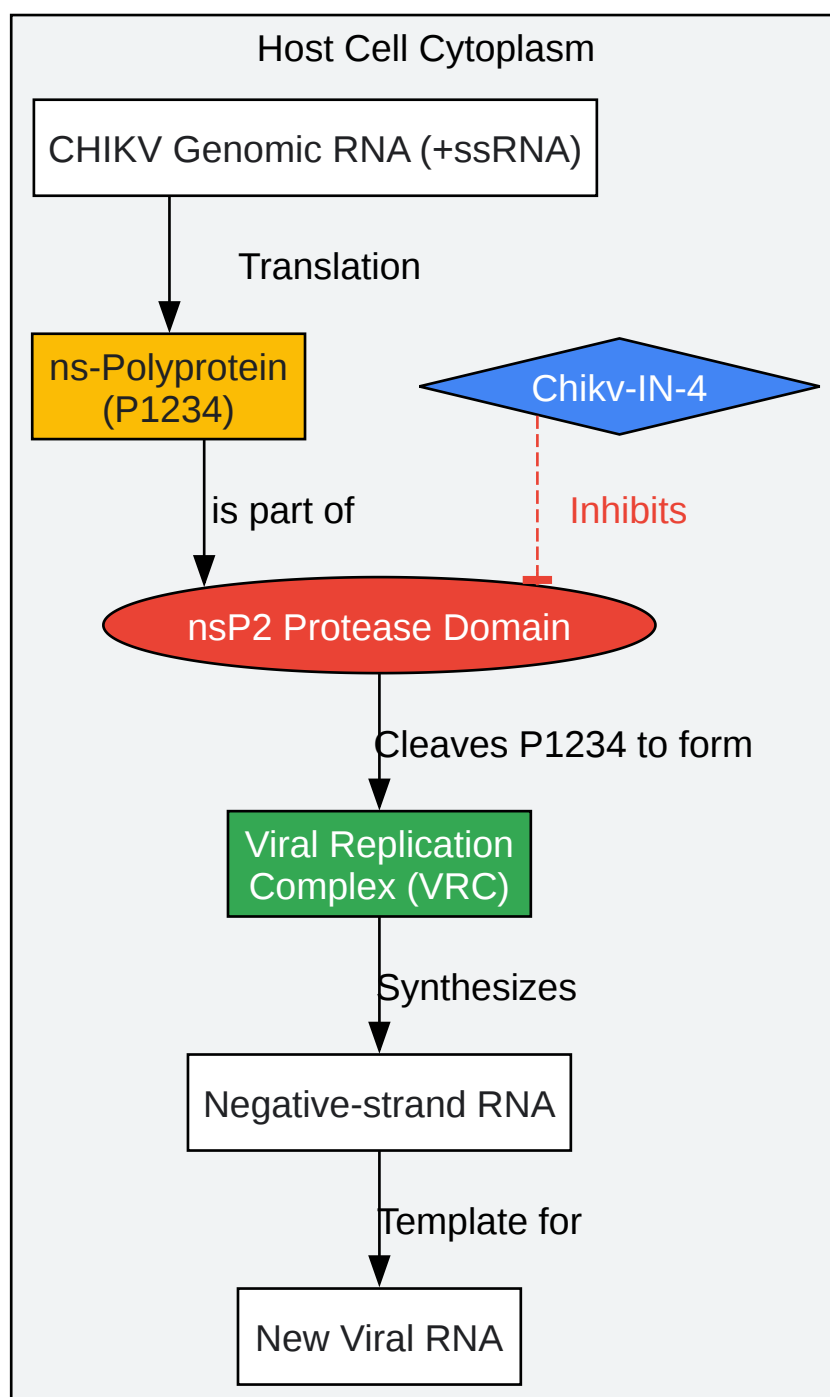 Host Cell Cytoplasm
CHIKV Genomic RNA (+ssRNA)
Translation
ns-Polyprotein
(P1234)
Chikv-IN-4
is part of
Inhibits
nsP2 Protease Domain
Cleaves P1234 to form
Viral Replication
Complex (VRC)
Synthesizes
Negative-strand RNA
Template for
New Viral RNA